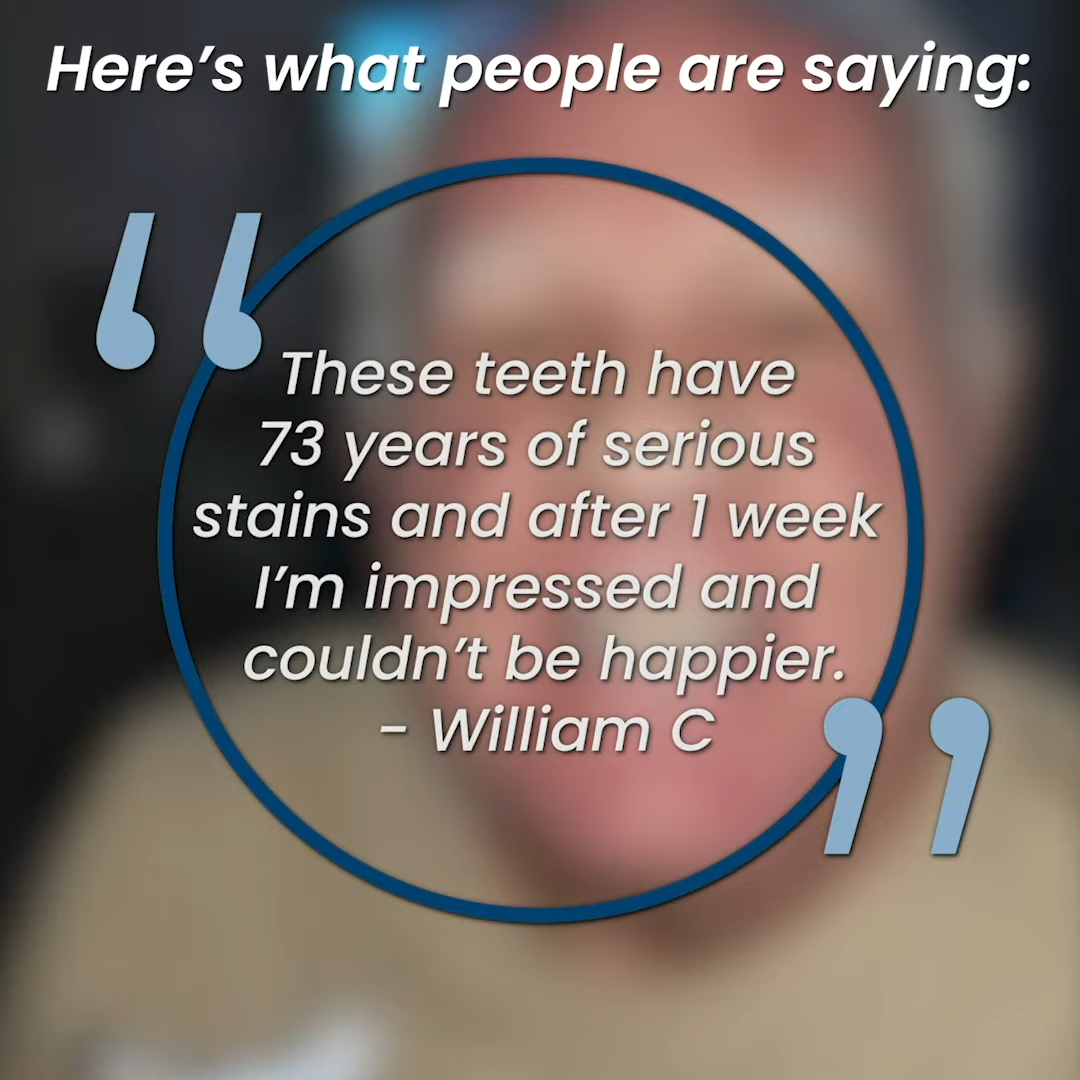 Here's what people are saying:
“
These teeth have
73 years of serious
stains and after 1 week
I'm impressed and
couldn't be happier.
- William C
”